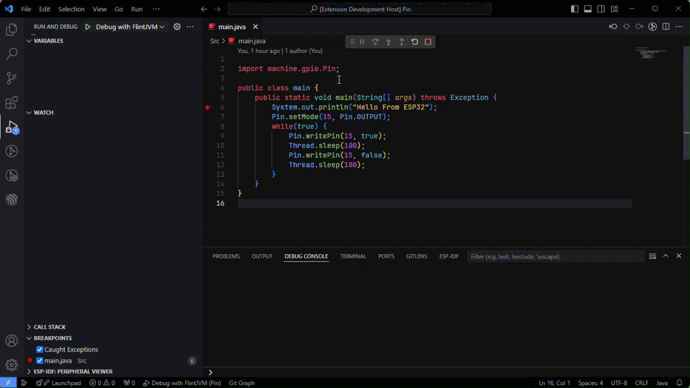 File Edit Selection View Go Run ··· [Extension Development Host] Pin
RUN AND DEBUG Debug with FlintJVM ···
VARIABLES
WATCH
CALL STACK
BREAKPOINTS
Caught Exceptions
main.java Src 6
ESP-IDF: PERIPHERAL VIEWER
main.java
Src > main.java
You, 1 hour ago | 1 author (You)
1
2 import machine.gpio.Pin;
3
4 public class main {
5 public static void main(String[] args) throws Exception {
6 System.out.println("Hello From ESP32");
7 Pin.setMode(15, Pin.OUTPUT);
8 while(true) {
9 Pin.writePin(15, true);
10 Thread.sleep(100);
11 Pin.writePin(15, false);
12 Thread.sleep(100);
13 }
14 }
15 }
16
PROBLEMS OUTPUT DEBUG CONSOLE TERMINAL PORTS GITLENS ESP-IDF Filter (e.g. text, !exclude, \escape)
Launchpad 0 0 0 Debug with FlintJVM (Pin) Git Graph Ln 16, Col 1 Spaces: 4 UTF-8 CRLF Java